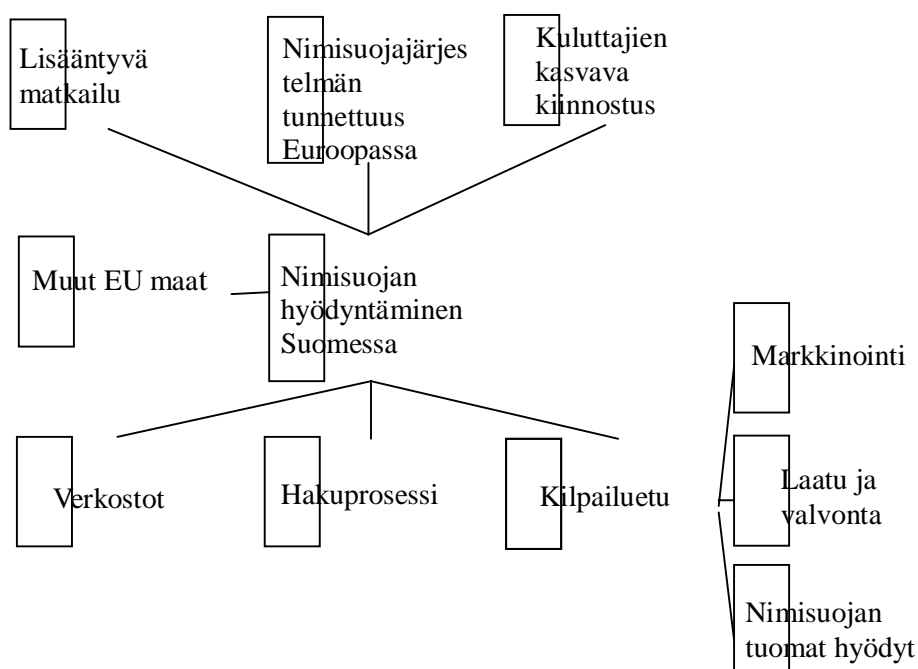 Lisääntyvä
matkailu
Nimisuojajärjes
telmän
tunnettuus
Euroopassa
Kuluttajien
kasvava
kiinnostus
Muut EU maat
Nimisuojan
hyödyntäminen
Suomessa
Markkinointi
Verkostot
Hakuprosessi
Kilpailuetu
Laatu ja
valvonta
Nimisuojan
tuomat hyödyt